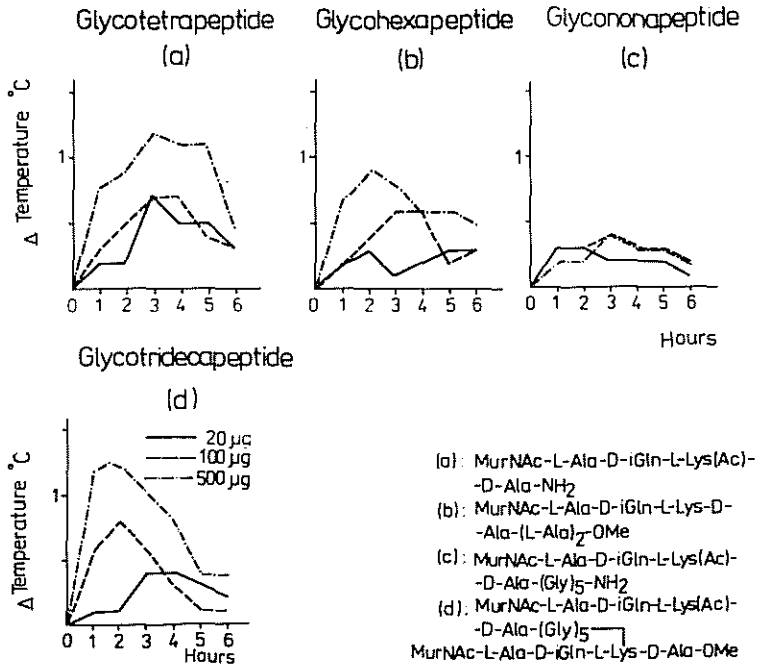 Glycotetrapeptide Glycohexapeptide Glycononapeptide
(a) (b) (c)
Δ Temperature °C
1 1 1
0 1 2 3 4 5 6 0 1 2 3 4 5 6 0 1 2 3 4 5 6
Hours
Glycotridecapeptide
(d)
20 µg
100 µg
500 µg
Δ Temperature °C
1
0 1 2 3 4 5 6
Hours
(a): MurNAc-L-Ala-D-iGln-L-Lys(Ac)-
-D-Ala-NH2
(b): MurNAc-L-Ala-D-iGln-L-Lys-D-
-Ala-(L-Ala)2-OMe
(c): MurNAc-L-Ala-D-iGln-L-Lys(Ac)-
-D-Ala-(Gly)5-NH2
(d): MurNAc-L-Ala-D-iGln-L-Lys(Ac)-
-D-Ala-(Gly)5
MurNAc-L-Ala-D-iGln-L-Lys-D-Ala-OMe